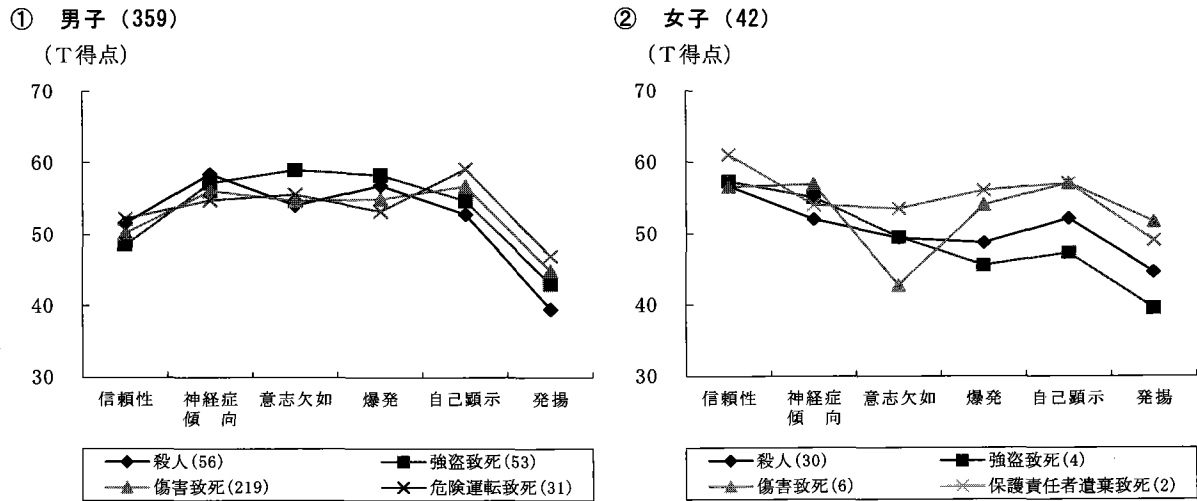 ① 男子（359）
（T得点）
70
60
50
40
30
信頼性 神経症傾向 意志欠如 爆発 自己顕示 発揚
殺人(56) 強盗致死(53)
傷害致死(219) 危険運転致死(31)
② 女子（42）
（T得点）
70
60
50
40
30
信頼性 神経症傾向 意志欠如 爆発 自己顕示 発揚
殺人(30) 強盗致死(4)
傷害致死(6) 保護責任者遺棄致死(2)